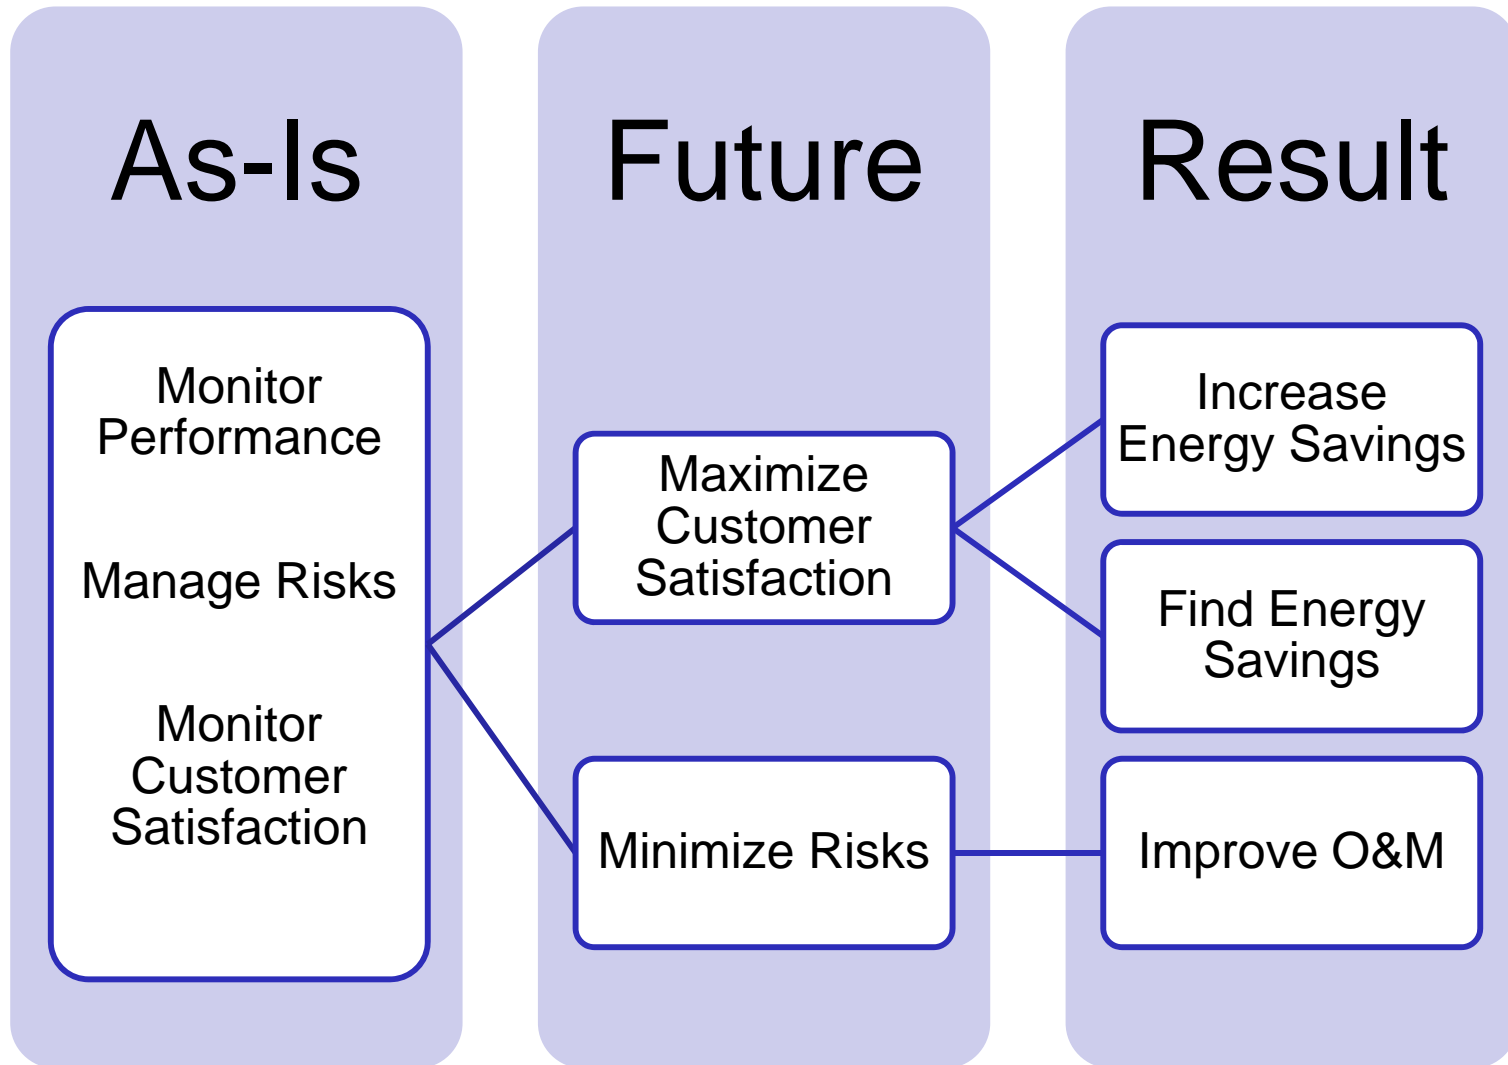 As-Is
Monitor
Performance
Manage Risks
Monitor
Customer
Satisfaction
Future
Maximize
Customer
Satisfaction
Minimize Risks
Result
Increase
Energy Savings
Find Energy
Savings
Improve O&M